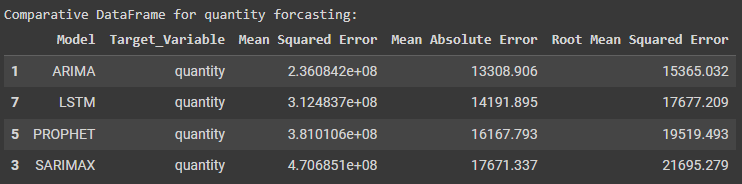 Comparative DataFrame for quantity forcasting:
Model Target_Variable Mean Squared Error Mean Absolute Error Root Mean Squared Error
1 ARIMA quantity 2.360842e+08 13308.906 15365.032
7 LSTM quantity 3.124837e+08 14191.895 17677.209
5 PROPHET quantity 3.810106e+08 16167.793 19519.493
3 SARIMAX quantity 4.706851e+08 17671.337 21695.279